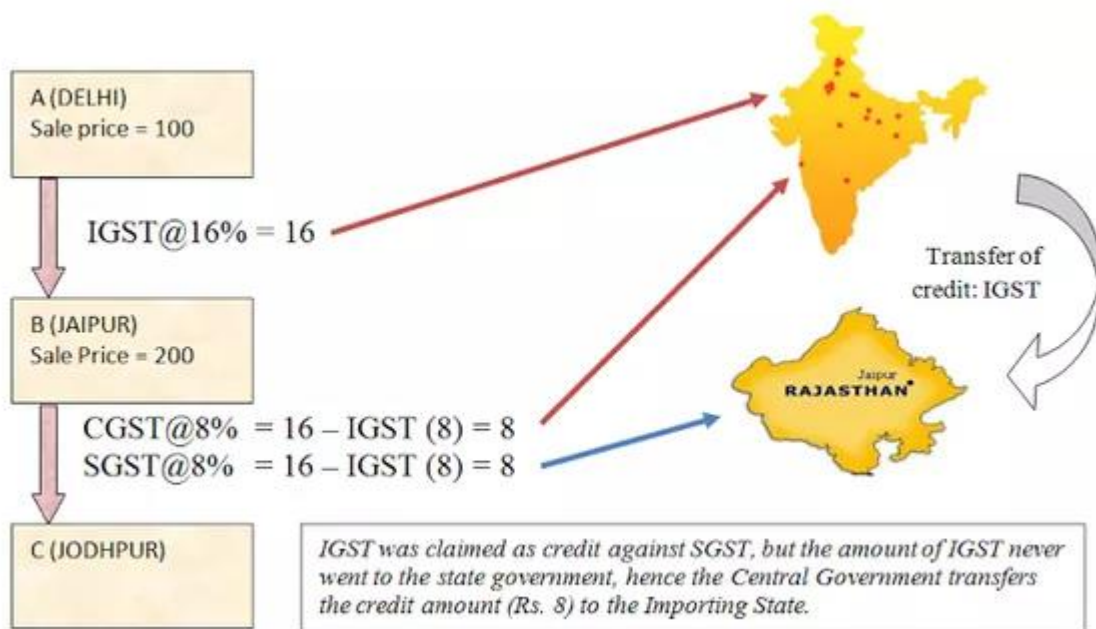 A (DELHI)
Sale price = 100
IGST@16% = 16
B (JAIPUR)
Sale Price = 200
CGST@8% = 16 – IGST (8) = 8
SGST@8% = 16 – IGST (8) = 8
C (JODHPUR)
Transfer of
credit: IGST
Jaipur
RAJASTHAN
IGST was claimed as credit against SGST, but the amount of IGST never
went to the state government, hence the Central Government transfers
the credit amount (Rs. 8) to the Importing State.